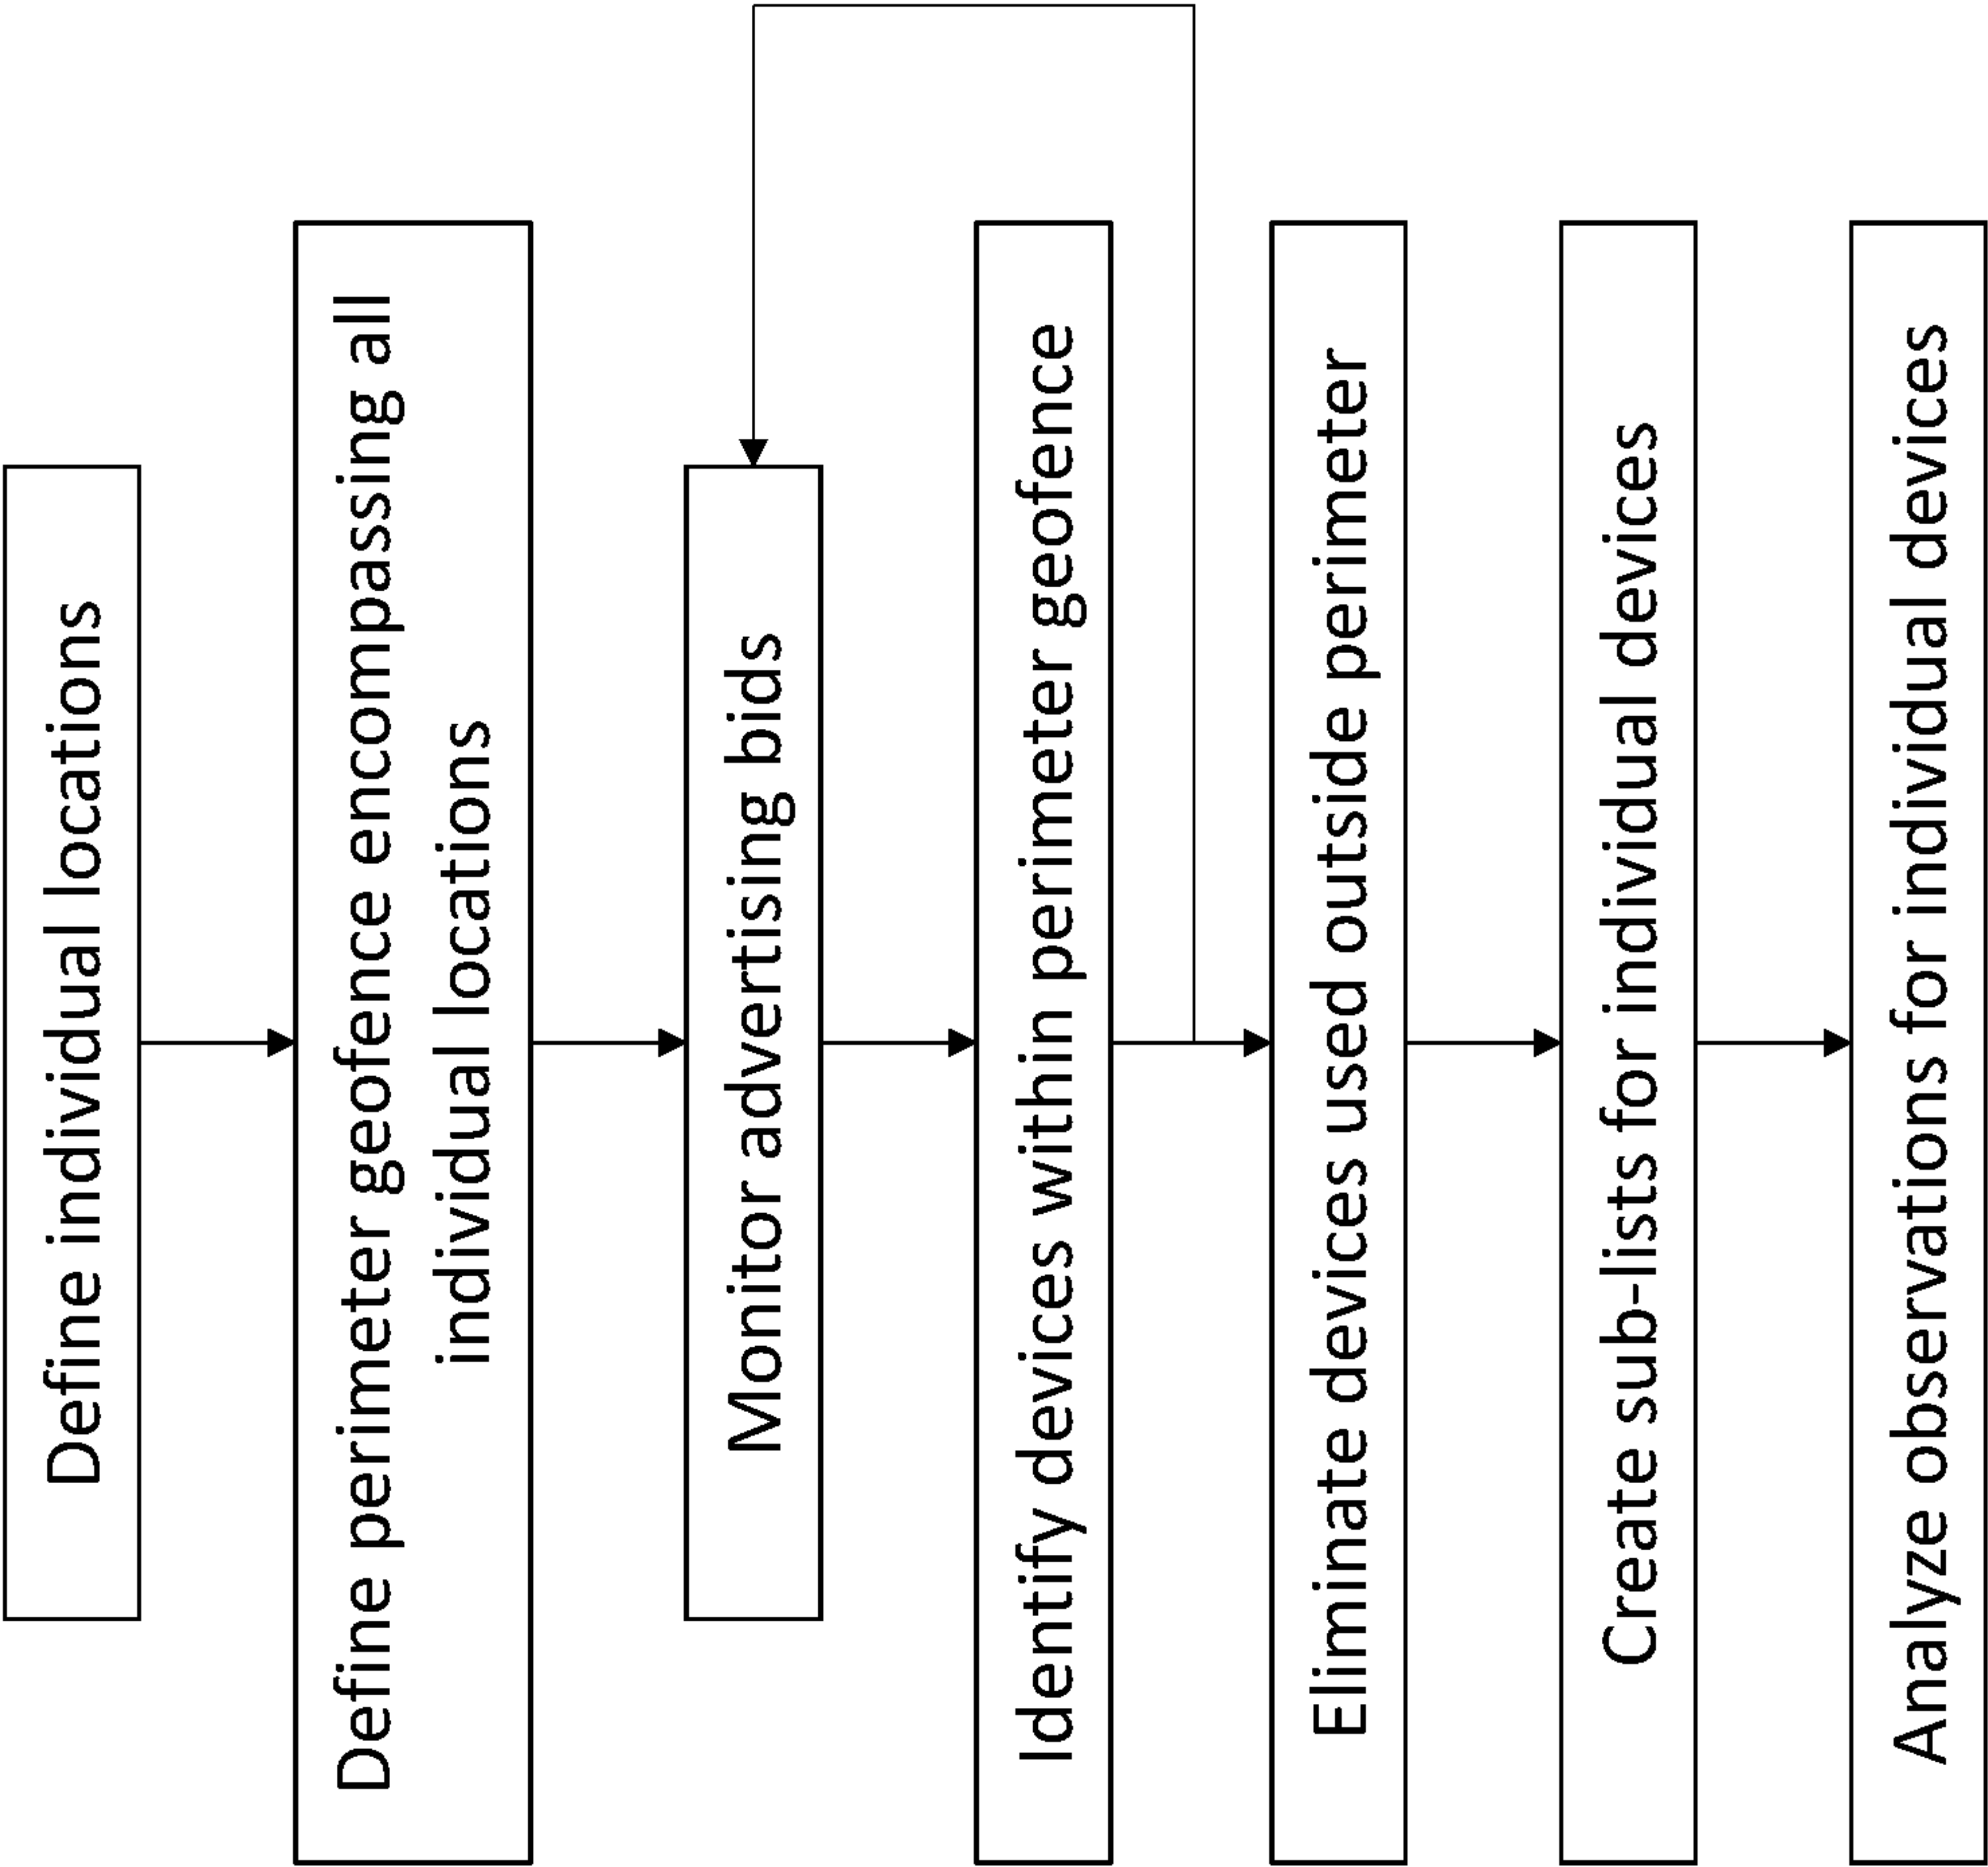 Define individual locations
Define perimeter geofence encompassing all
individual locations
Monitor advertising bids
Identify devices within perimeter geofence
Eliminate devices used outside perimeter
Create sub-lists for individual devices
Analyze observations for individual devices